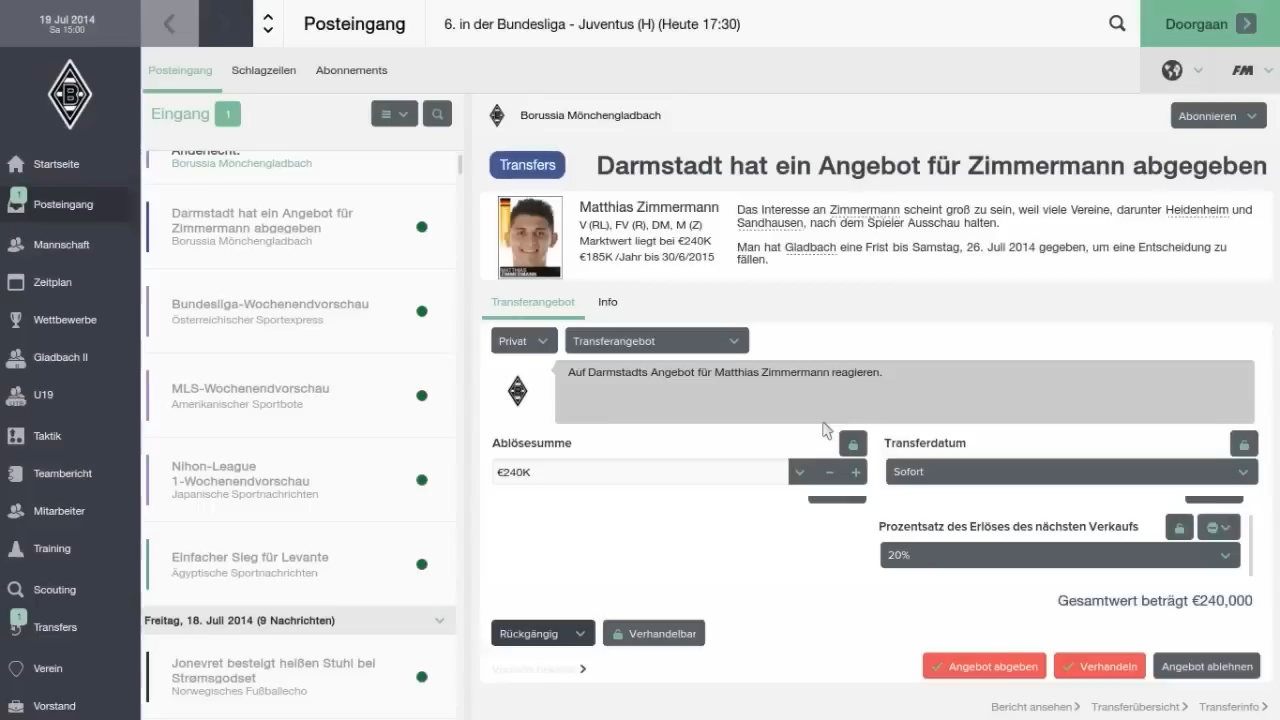 19 Jul 2014
Sa 15:00
Posteingang
6. in der Bundesliga - Juventus (H) (Heute 17:30)
Doorgaan
Posteingang
Schlagzeilen
Abonnements
FM
Eingang
1
Borussia Mönchengladbach
Abonnieren
Startseite
1
Posteingang
Mannschaft
Zeitplan
Wettbewerbe
Gladbach II
U19
Taktik
Teambericht
Mitarbeiter
Training
Scouting
1
Transfers
Verein
Vorstand
Anderlecht.
Borussia Mönchengladbach
Darmstadt hat ein Angebot für
Zimmermann abgegeben
Borussia Mönchengladbach
Bundesliga-Wochenendvorschau
Österreichischer Sportexpress
MLS-Wochenendvorschau
Amerikanischer Sportbote
Nihon-League
1-Wochenendvorschau
Japanische Sportnachrichten
Einfacher Sieg für Levante
Ägyptische Sportnachrichten
Freitag, 18. Juli 2014 (9 Nachrichten)
Jonevret besteigt heißen Stuhl bei
Strømsgodset
Norwegisches Fußballecho
Transfers
Darmstadt hat ein Angebot für Zimmermann abgegeben
Matthias Zimmermann
V (RL), FV (R), DM, M (Z)
Marktwert liegt bei €240K
€185K /Jahr bis 30/6/2015
Das Interesse an Zimmermann scheint groß zu sein, weil viele Vereine, darunter Heidenheim und
Sandhausen, nach dem Spieler Ausschau halten.
Man hat Gladbach eine Frist bis Samstag, 26. Juli 2014 gegeben, um eine Entscheidung zu
fällen.
Transferangebot
Info
Privat
Transferangebot
Auf Darmstadts Angebot für Matthias Zimmermann reagieren.
Ablösesumme
Transferdatum
€240K
Sofort
Prozentsatz des Erlöses des nächsten Verkaufs
20%
Gesamtwert beträgt €240,000
Rückgängig
Verhandelbar
Angebot abgeben
Verhandeln
Angebot ablehnen
Bericht ansehen
Transferübersicht
Transferinfo